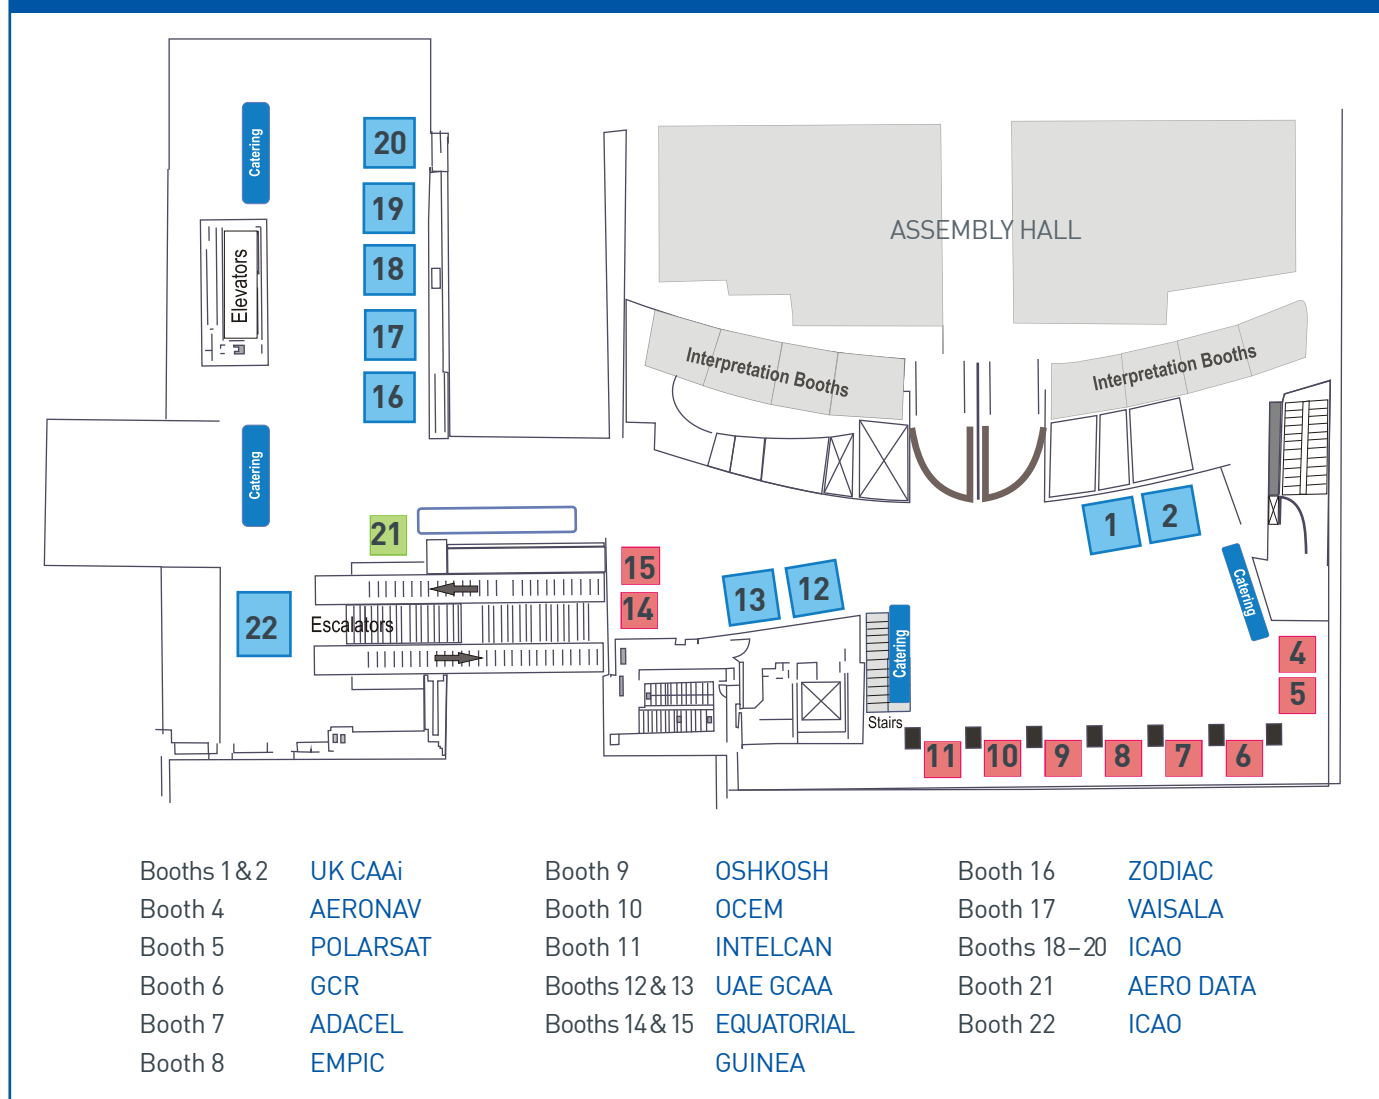 Catering
20
19
Elevators
18
17
16
Catering
21
22
Escalators
ASSEMBLY HALL
Interpretation Booths
Interpretation Booths
1
2
15
14
13
12
Catering
Catering
Stairs
4
5
11
10
9
8
7
6
Booths 1 & 2 UK CAAi
Booth 4 AERONAV
Booth 5 POLARSAT
Booth 6 GCR
Booth 7 ADACEL
Booth 8 EMPIC
Booth 9 OSHKOSH
Booth 10 OCEM
Booth 11 INTELCAN
Booths 12 & 13 UAE GCAA
Booths 14 & 15 EQUATORIAL
GUINEA
Booth 16 ZODIAC
Booth 17 VAISALA
Booths 18–20 ICAO
Booth 21 AERO DATA
Booth 22 ICAO